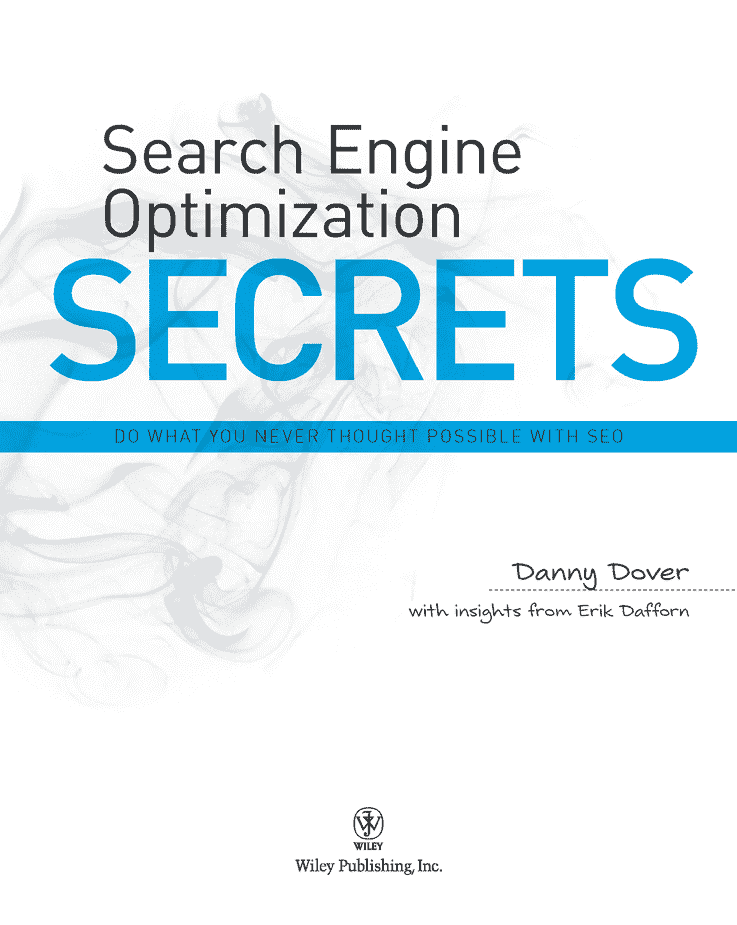 Search Engine
Optimization
SECRETS
DO WHAT YOU NEVER THOUGHT POSSIBLE WITH SEO
Danny Dover
with insights from Erik Dafforn
WILEY
Wiley Publishing, Inc.